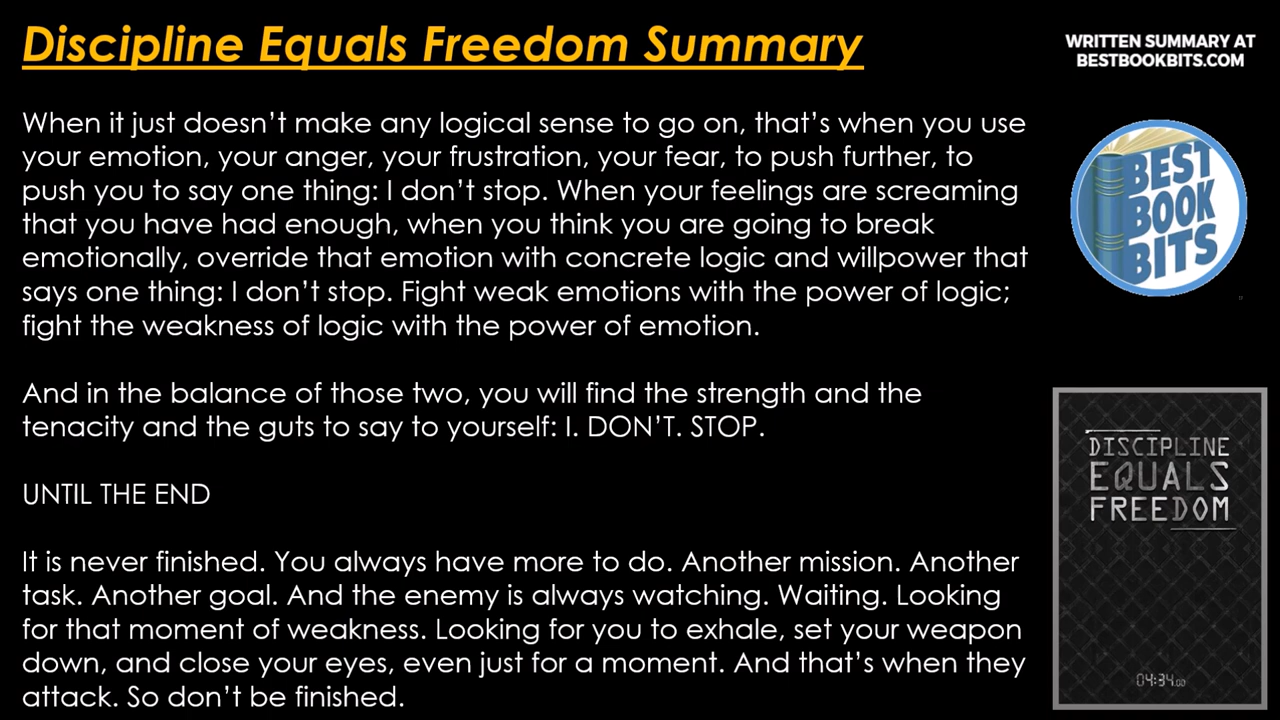 Discipline Equals Freedom Summary
WRITTEN SUMMARY AT
BESTBOOKBITS.COM
When it just doesn’t make any logical sense to go on, that’s when you use
your emotion, your anger, your frustration, your fear, to push further, to
push you to say one thing: I don’t stop. When your feelings are screaming
that you have had enough, when you think you are going to break
emotionally, override that emotion with concrete logic and willpower that
says one thing: I don’t stop. Fight weak emotions with the power of logic;
fight the weakness of logic with the power of emotion.
And in the balance of those two, you will find the strength and the
tenacity and the guts to say to yourself: I. DON’T. STOP.
UNTIL THE END
It is never finished. You always have more to do. Another mission. Another
task. Another goal. And the enemy is always watching. Waiting. Looking
for that moment of weakness. Looking for you to exhale, set your weapon
down, and close your eyes, even just for a moment. And that’s when they
attack. So don’t be finished.
BEST
BOOK
BITS
DISCIPLINE
EQUALS
FREEDOM
04:34.00